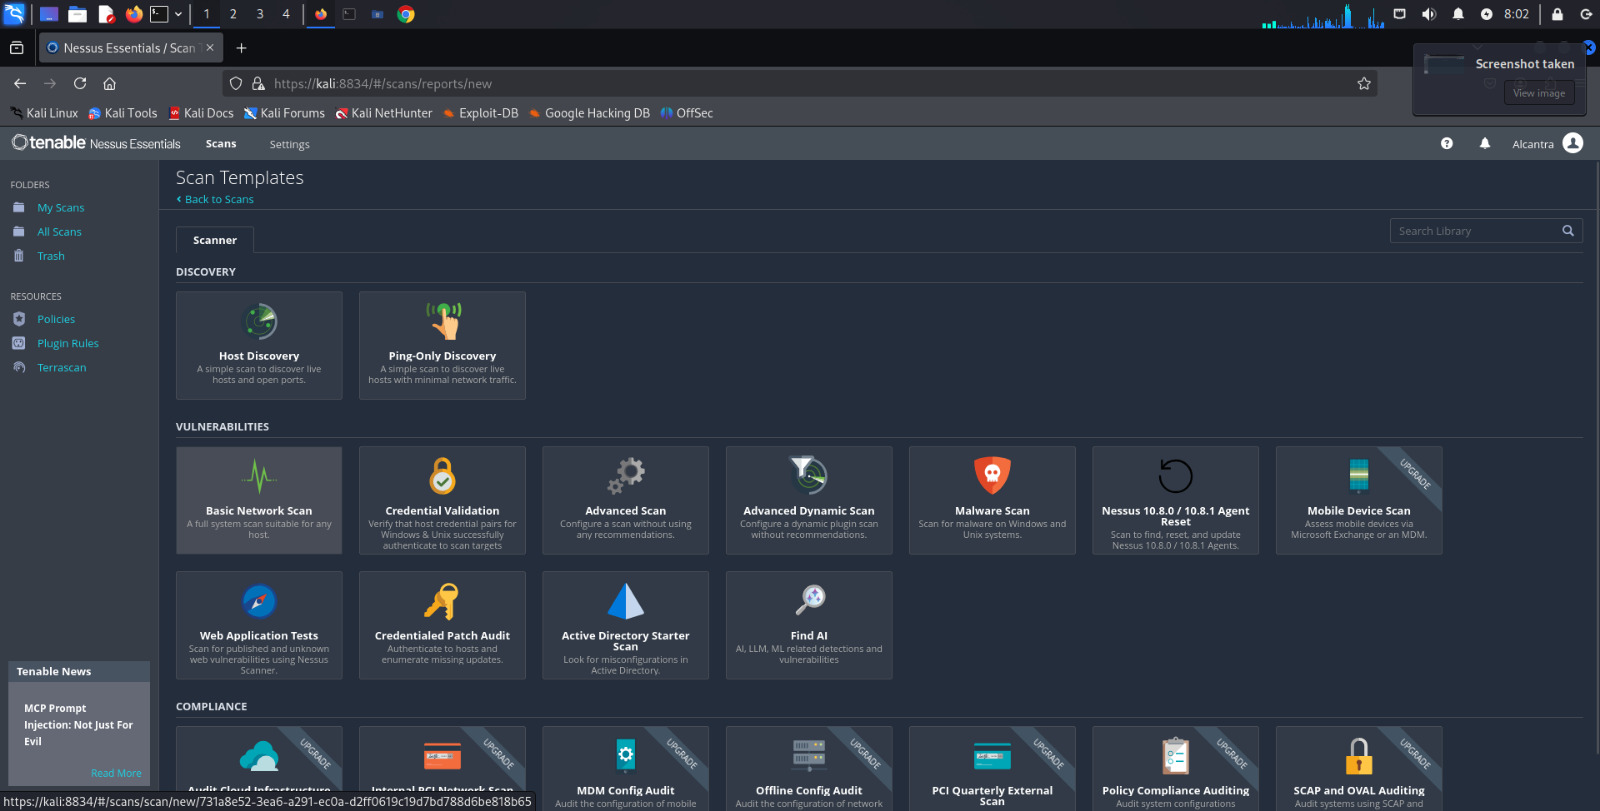 1
2
3
4
8:02
Nessus Essentials / Scan T
Screenshot taken
View image
https://kali:8834/#/scans/reports/new
Kali Linux
Kali Tools
Kali Docs
Kali Forums
Kali NetHunter
Exploit-DB
Google Hacking DB
OffSec
tenable Nessus Essentials
Scans
Settings
Alcantra
FOLDERS
My Scans
All Scans
Trash
RESOURCES
Policies
Plugin Rules
Terrascan
Tenable News
MCP Prompt
Injection: Not Just For
Evil
Read More
Scan Templates
Back to Scans
Scanner
Search Library
DISCOVERY
Host Discovery
A simple scan to discover live
hosts and open ports.
Ping-Only Discovery
A simple scan to discover live
hosts with minimal network traffic.
VULNERABILITIES
Basic Network Scan
A full system scan suitable for any
host.
Credential Validation
Verify that host credential pairs for
Windows & Unix successfully
authenticate to scan targets
Advanced Scan
Configure a scan without using
any recommendations.
Advanced Dynamic Scan
Configure a dynamic plugin scan
without recommendations.
Malware Scan
Scan for malware on Windows and
Unix systems.
Nessus 10.8.0 / 10.8.1 Agent
Reset
Scan to find, reset, and update
Nessus 10.8.0 / 10.8.1 Agents.
UPGRADE
Mobile Device Scan
Assess mobile devices via
Microsoft Exchange or an MDM.
Web Application Tests
Scan for published and unknown
web vulnerabilities using Nessus
Scanner.
Credentialed Patch Audit
Authenticate to hosts and
enumerate missing updates.
Active Directory Starter
Scan
Look for misconfigurations in
Active Directory.
Find AI
AI, LLM, ML related detections and
vulnerabilities
COMPLIANCE
UPGRADE
Audit Cloud Infrastructure
UPGRADE
Internal PCI Network Scan
UPGRADE
MDM Config Audit
Audit the configuration of mobile
UPGRADE
Offline Config Audit
Audit the configuration of network
UPGRADE
PCI Quarterly External
Scan
UPGRADE
Policy Compliance Auditing
Audit system configurations
UPGRADE
SCAP and OVAL Auditing
Audit systems using SCAP and
https://kali:8834/#/scans/scan/new/731a8e52-3ea6-a291-ec0a-d2ff0619c19d7bd788d6be818b65